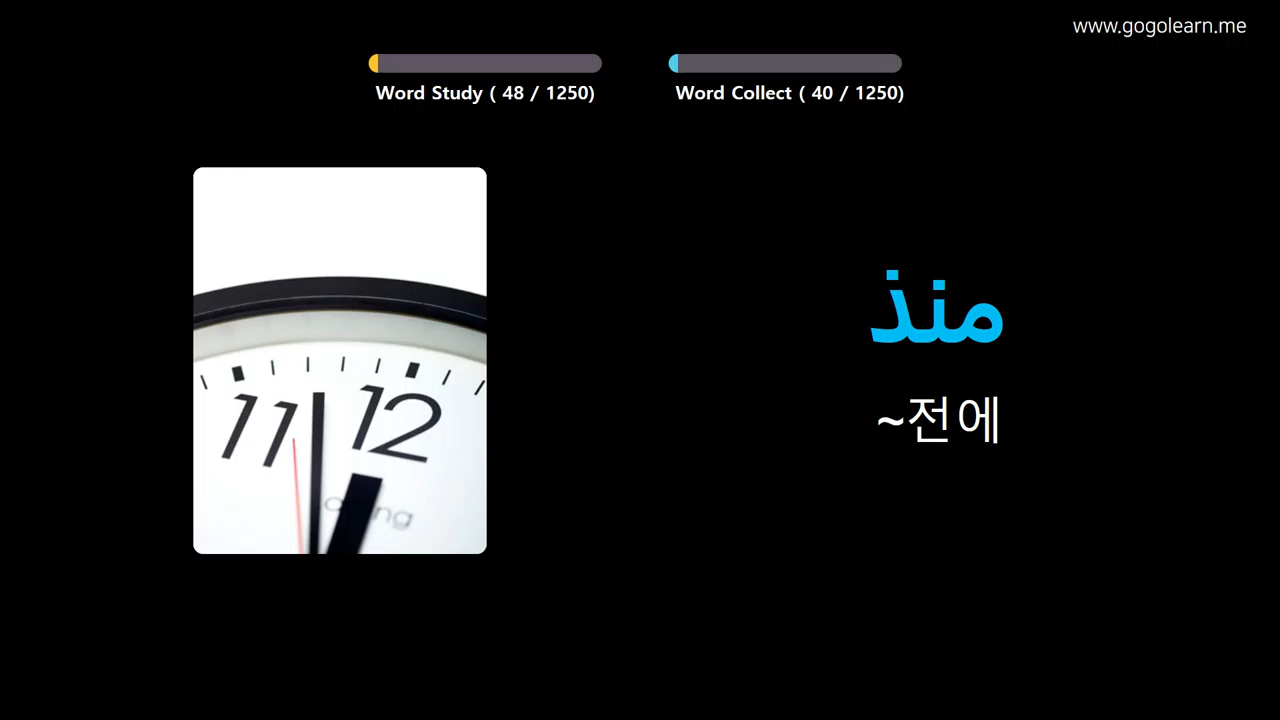 www.gogolearn.me
Word Study ( 48 / 1250)
Word Collect ( 40 / 1250)
11 12
منذ
~전에